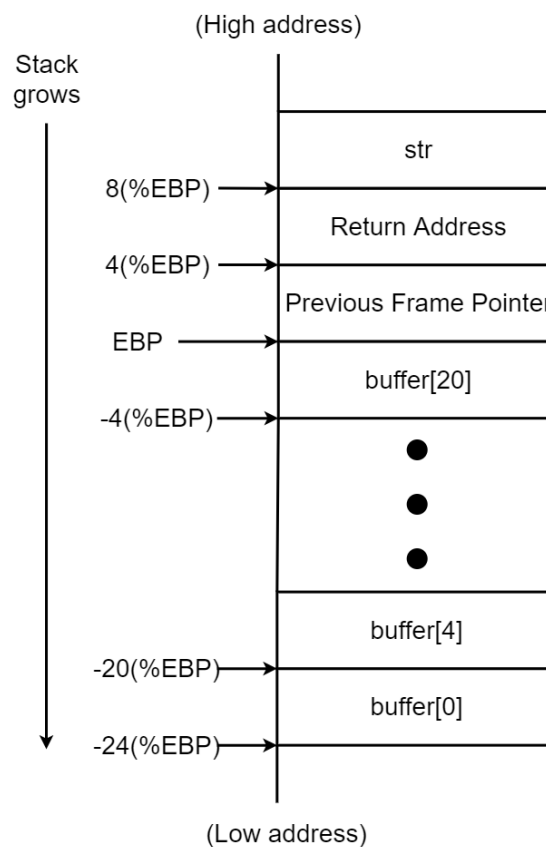 (High address)
Stack
grows
str
8(%EBP)
Return Address
4(%EBP)
Previous Frame Pointer
EBP
buffer[20]
-4(%EBP)
buffer[4]
-20(%EBP)
buffer[0]
-24(%EBP)
(Low address)